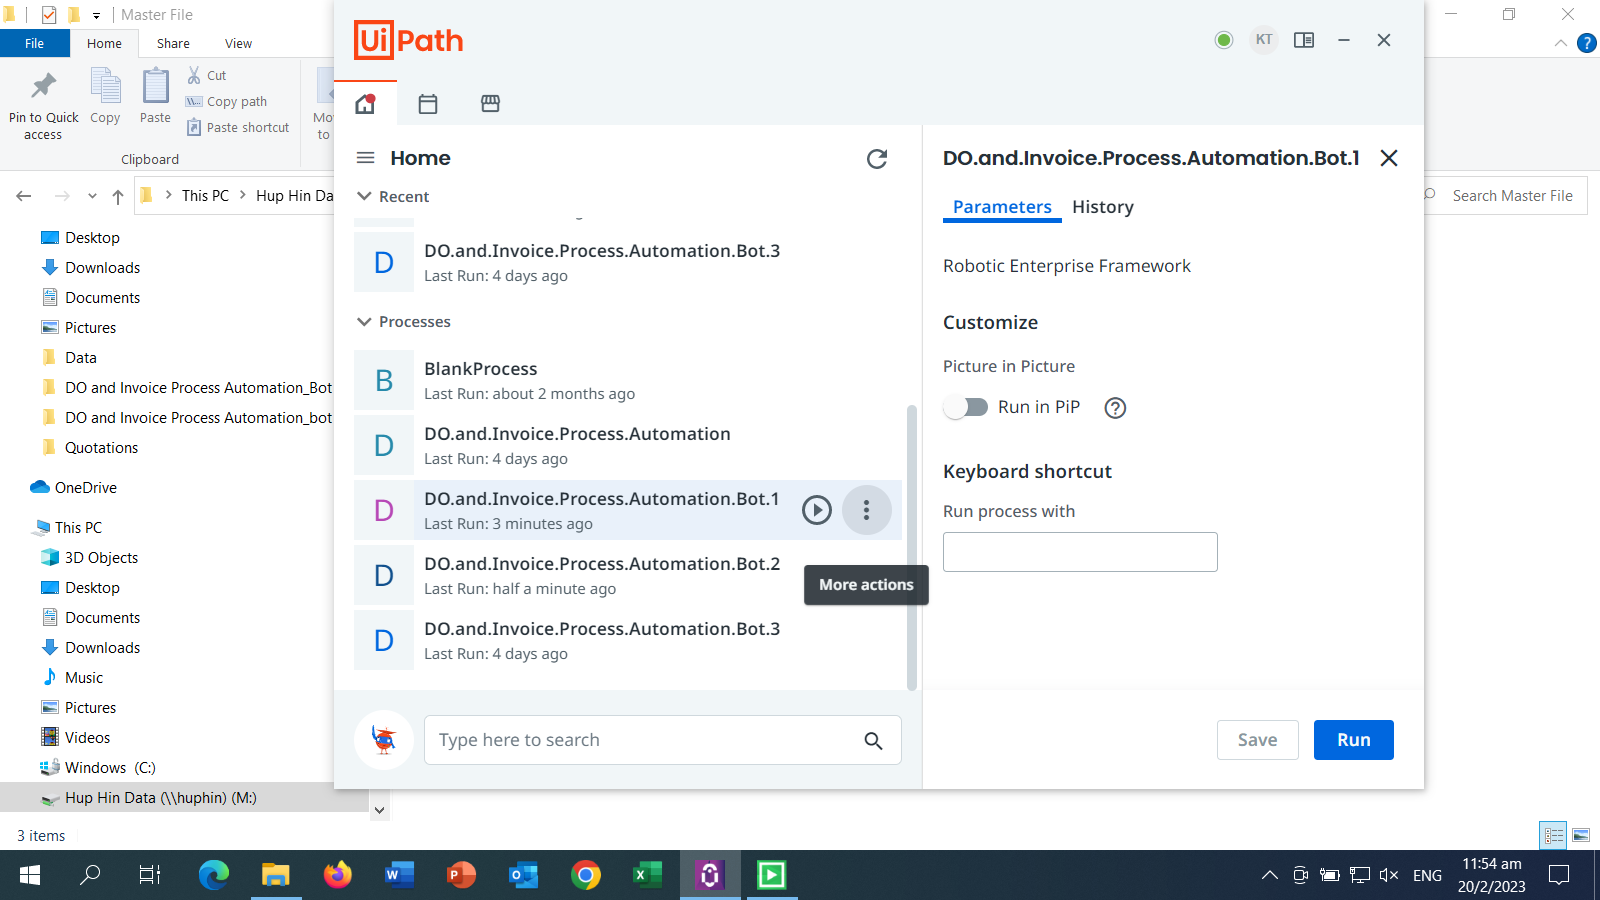 Master File
File
Home
Share
View
Pin to Quick access
Copy
Paste
Cut
Copy path
Paste shortcut
Clipboard
This PC
Hup Hin Da
Search Master File
Desktop
Downloads
Documents
Pictures
Data
DO and Invoice Process Automation_Bot
DO and Invoice Process Automation_bot
Quotations
OneDrive
This PC
3D Objects
Desktop
Documents
Downloads
Music
Pictures
Videos
Windows (C:)
Hup Hin Data (\\huphin) (M:)
3 items
UiPath
KT
Home
Recent
D
DO.and.Invoice.Process.Automation.Bot.3
Last Run: 4 days ago
Processes
B
BlankProcess
Last Run: about 2 months ago
D
DO.and.Invoice.Process.Automation
Last Run: 4 days ago
D
DO.and.Invoice.Process.Automation.Bot.1
Last Run: 3 minutes ago
D
DO.and.Invoice.Process.Automation.Bot.2
Last Run: half a minute ago
More actions
D
DO.and.Invoice.Process.Automation.Bot.3
Last Run: 4 days ago
Type here to search
DO.and.Invoice.Process.Automation.Bot.1
Parameters
History
Robotic Enterprise Framework
Customize
Picture in Picture
Run in PiP
Keyboard shortcut
Run process with
Save
Run
ENG
11:54 am
20/2/2023